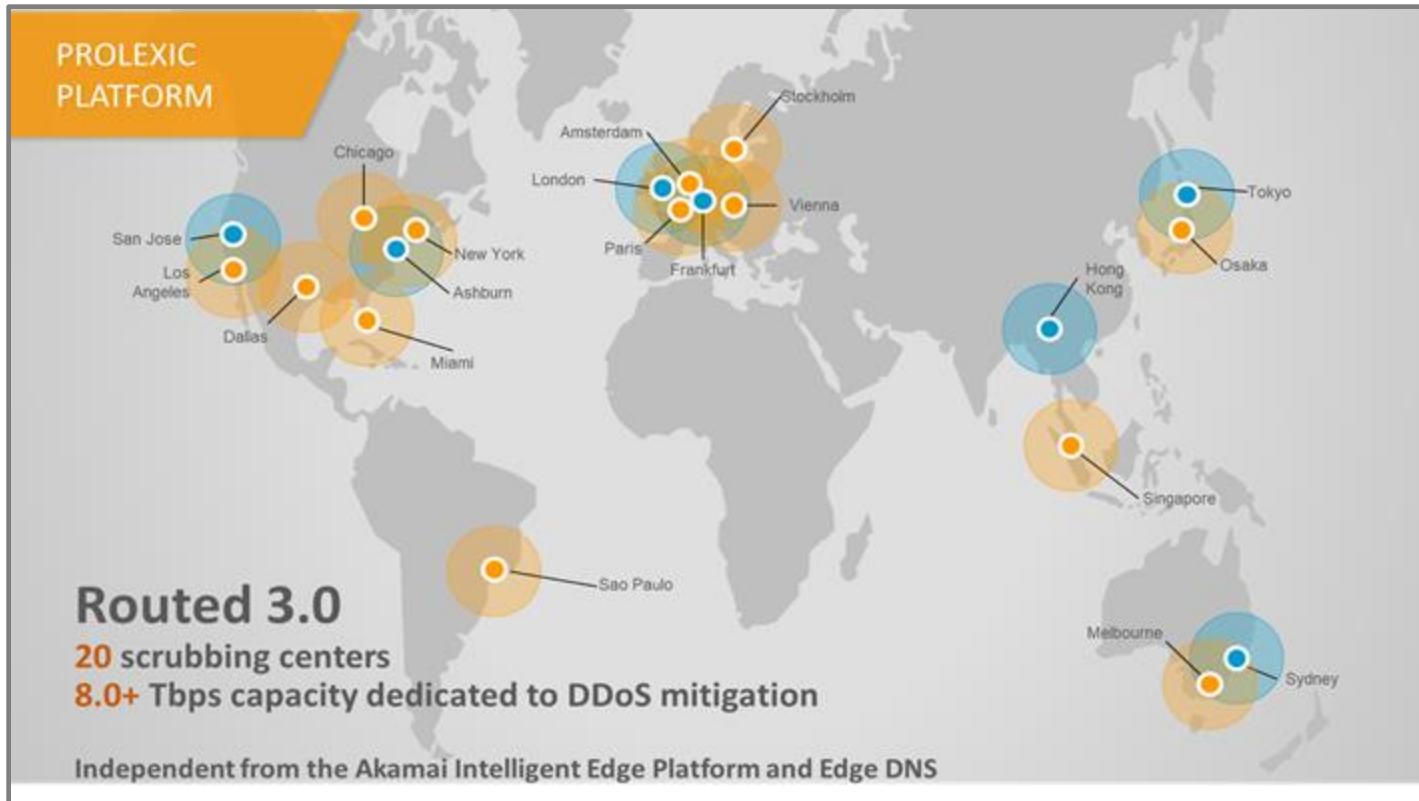 PROLEXIC
PLATFORM
Stockholm
Amsterdam
Chicago
London
Tokyo
Vienna
San Jose
New York
Paris
Frankfurt
Osaka
Los
Angeles
Hong
Kong
Ashburn
Dallas
Miami
Singapore
Sao Paulo
Routed 3.0
20 scrubbing centers
8.0+ Tbps capacity dedicated to DDoS mitigation
Melbourne
Sydney
Independent from the Akamai Intelligent Edge Platform and Edge DNS